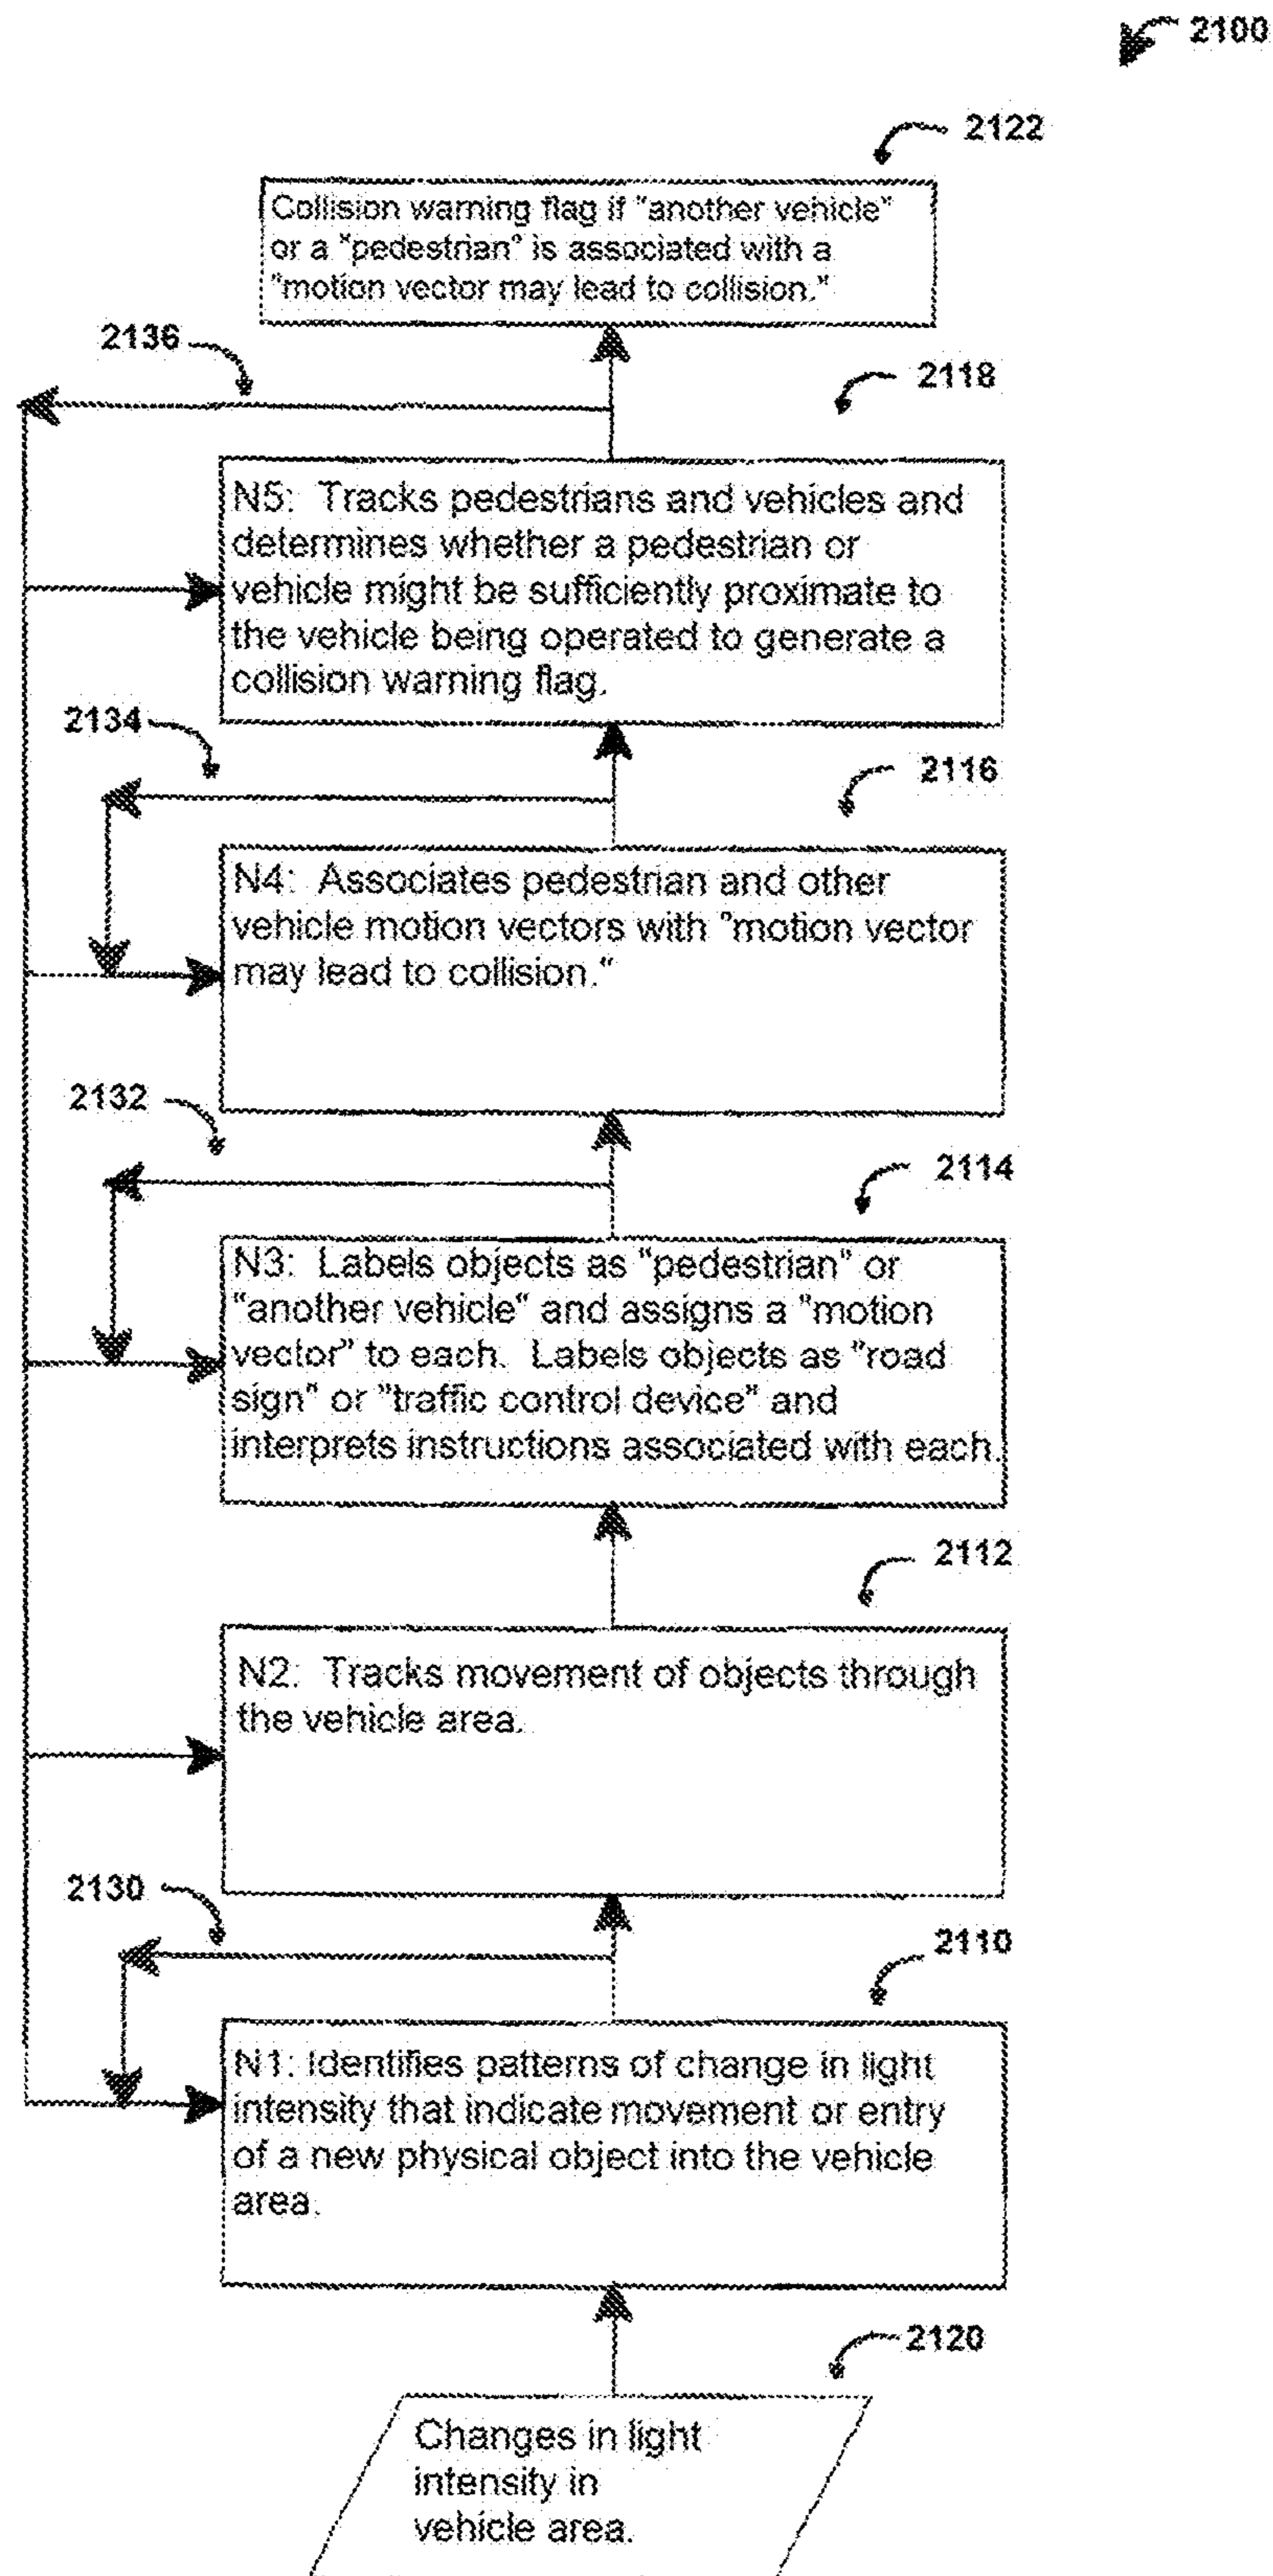 2100
2122
Collision warning flag if "another vehicle"
or a "pedestrian" is associated with a
"motion vector may lead to collision."
2136
2118
N5: Tracks pedestrians and vehicles and
determines whether a pedestrian or
vehicle might be sufficiently proximate to
the vehicle being operated to generate a
collision warning flag.
2134
2116
N4: Associates pedestrian and other
vehicle motion vectors with "motion vector
may lead to collision."
2132
2114
N3: Labels objects as "pedestrian" or
"another vehicle" and assigns a "motion
vector" to each. Labels objects as "road
sign" or "traffic control device" and
interprets instructions associated with each.
2112
N2: Tracks movement of objects through
the vehicle area.
2130
2110
N1: Identifies patterns of change in light
intensity that indicate movement or entry
of a new physical object into the vehicle
area.
2120
Changes in light
intensity in
vehicle area.